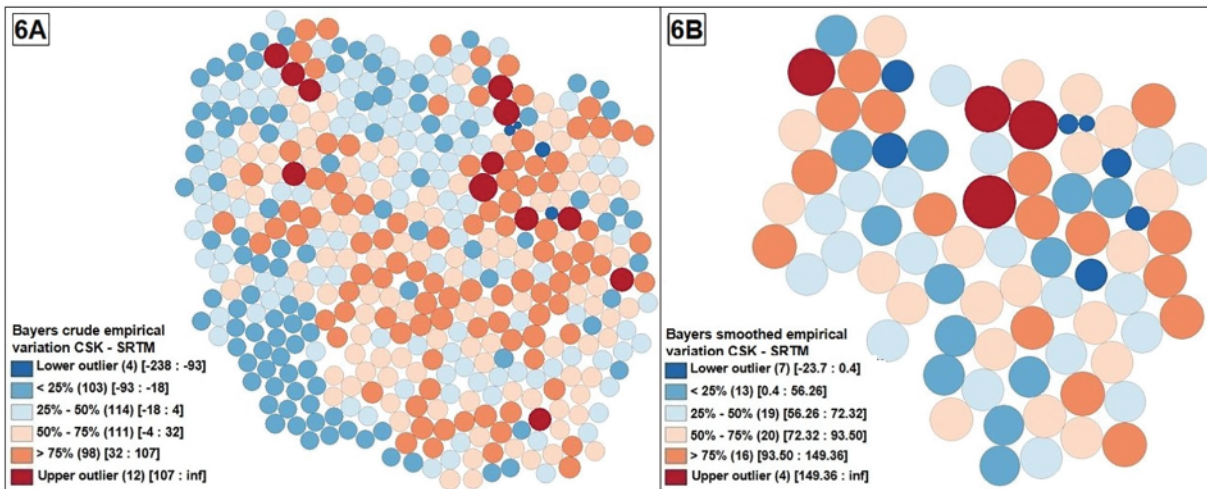 6A
Bayers crude empirical
variation CSK - SRTM
Lower outlier (4) [-238 : -93]
< 25% (103) [-93 : -18]
25% - 50% (114) [-18 : 4]
50% - 75% (111) [-4 : 32]
> 75% (98) [32 : 107]
Upper outlier (12) [107 : inf]
6B
Bayers smoothed empirical
variation CSK - SRTM
Lower outlier (7) [-23.7 : 0.4]
< 25% (13) [0.4 : 56.26]
25% - 50% (19) [56.26 : 72.32]
50% - 75% (20) [72.32 : 93.50]
> 75% (16) [93.50 : 149.36]
Upper outlier (4) [149.36 : inf]